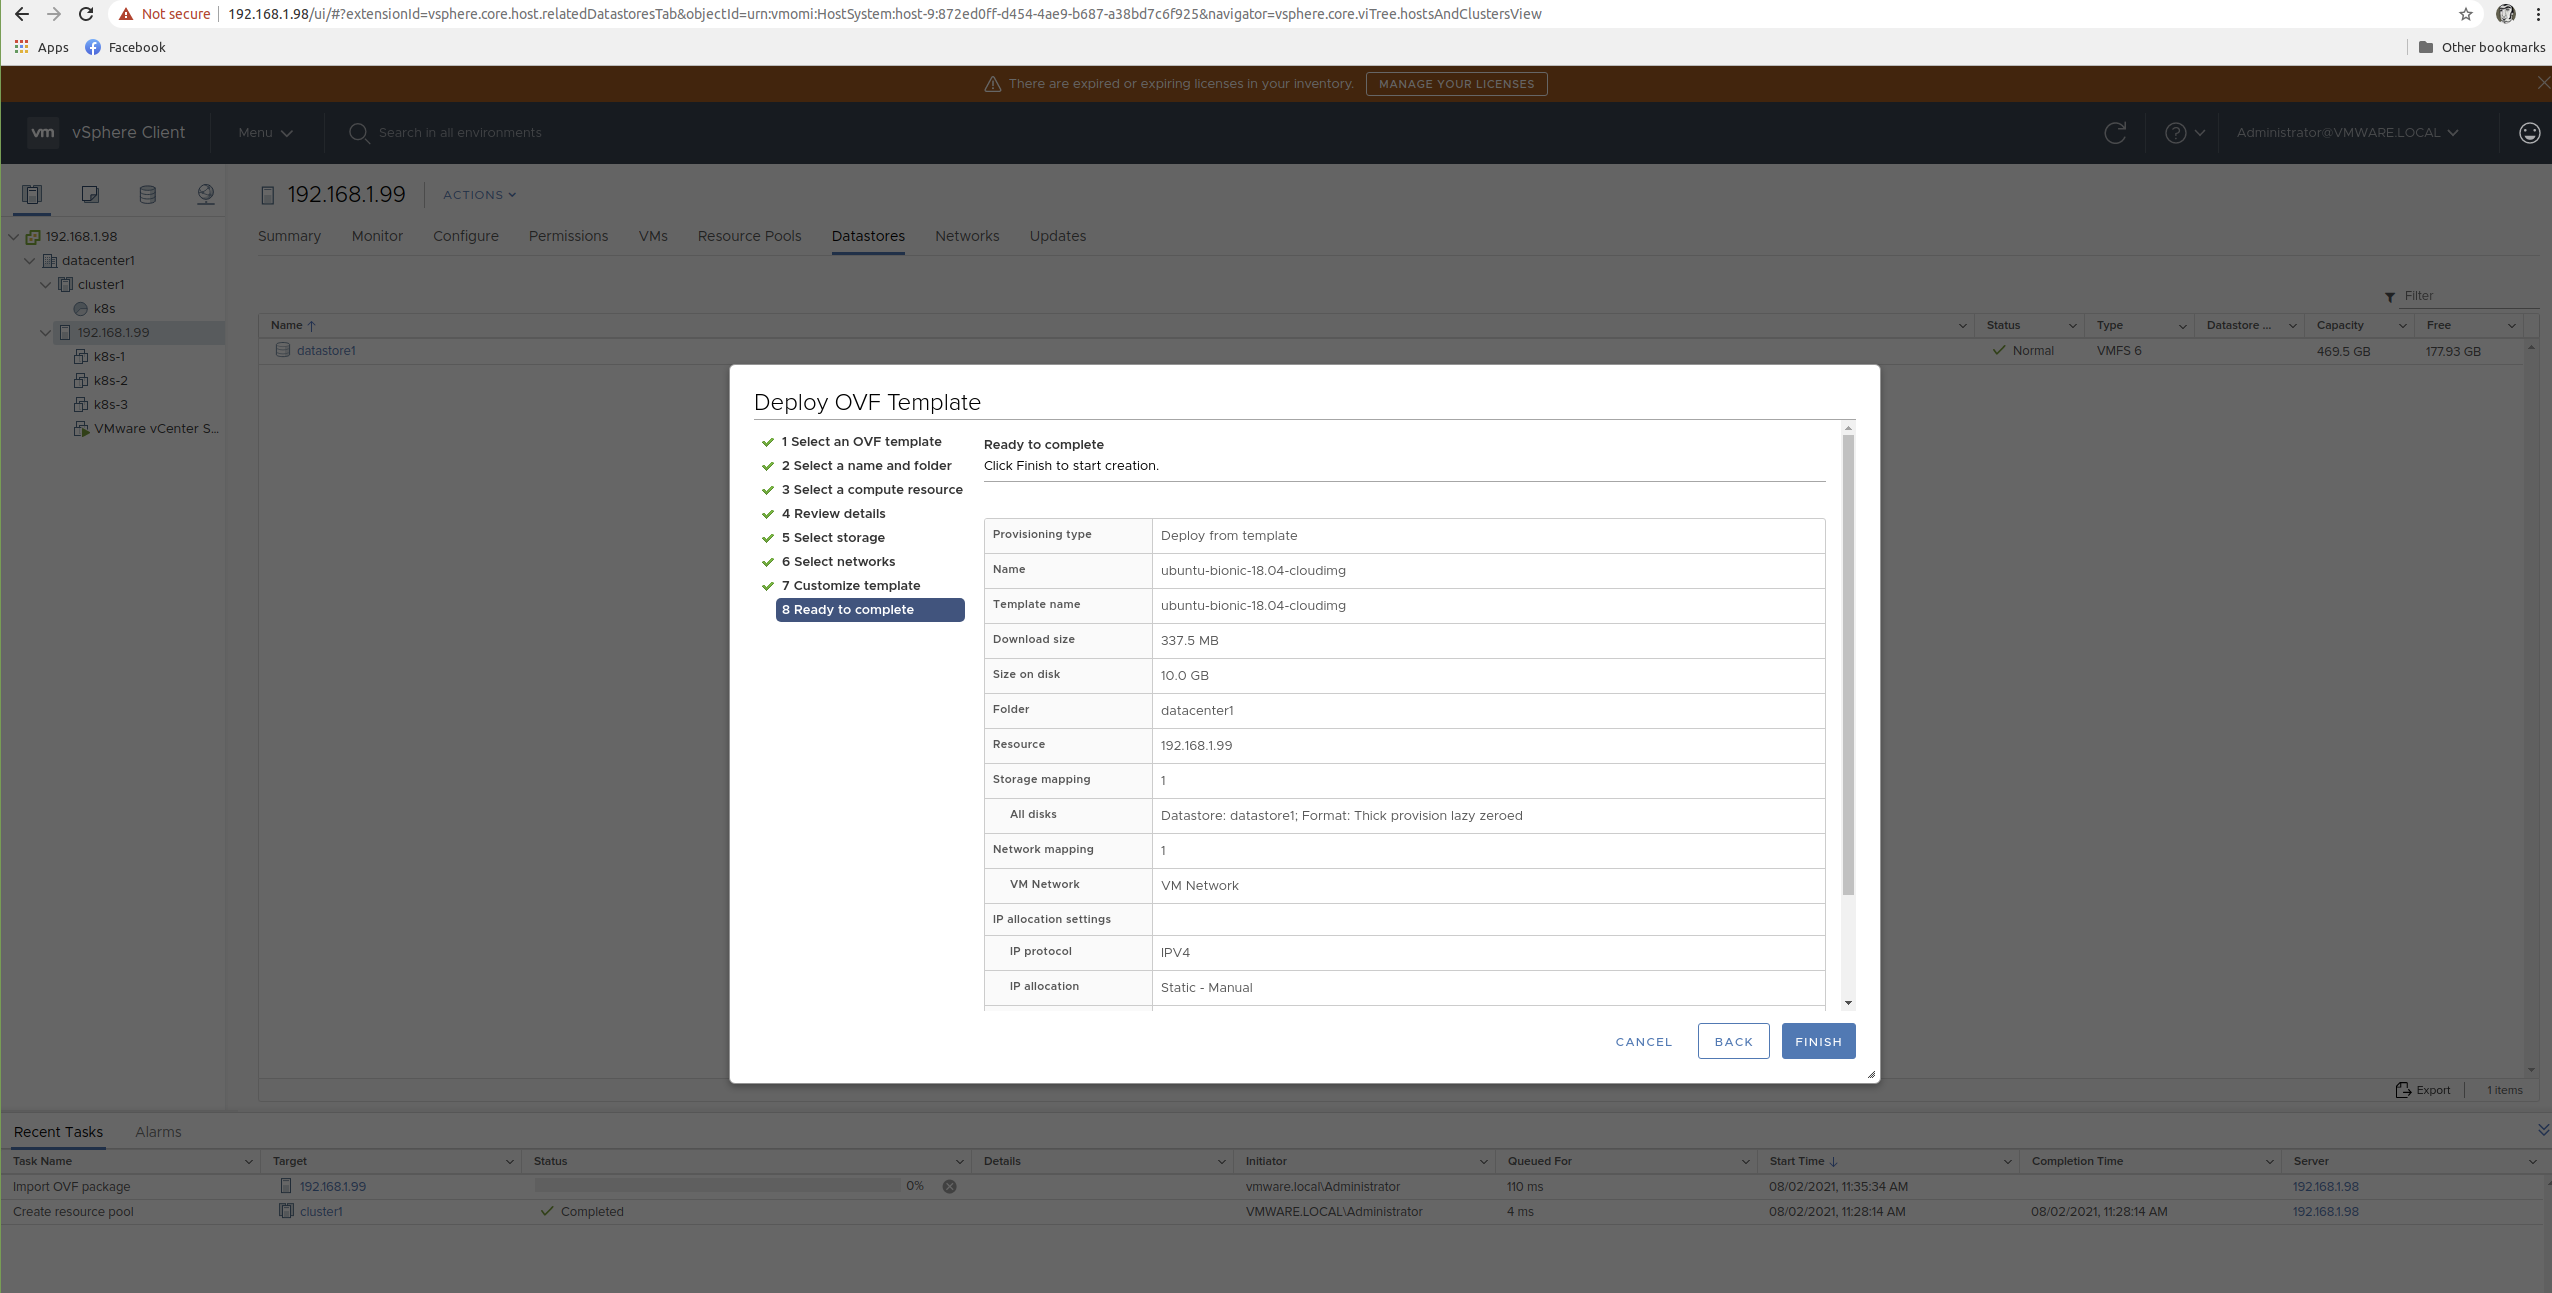 Not secure 192.168.1.98/ui/#?extensionId=vsphere.core.host.relatedDatastoresTab&objectId=urn:vmomi:HostSystem:host-9:872ed0ff-d454-4ae9-b687-a38bd7c6f925&navigator=vsphere.core.viTree.hostsAndClustersView
Apps Facebook Other bookmarks
There are expired or expiring licenses in your inventory. MANAGE YOUR LICENSES
vm vSphere Client Menu Search in all environments Administrator@VMWARE.LOCAL
192.168.1.99 ACTIONS
192.168.1.98
datacenter1
cluster1
k8s
192.168.1.99
k8s-1
k8s-2
k8s-3
VMware vCenter S...
Summary Monitor Configure Permissions VMs Resource Pools Datastores Networks Updates
Filter
Name Status Type Datastore ... Capacity Free
datastore1 Normal VMFS 6 469.5 GB 177.93 GB
Deploy OVF Template
1 Select an OVF template
2 Select a name and folder
3 Select a compute resource
4 Review details
5 Select storage
6 Select networks
7 Customize template
8 Ready to complete
Ready to complete
Click Finish to start creation.
Provisioning type Deploy from template
Name ubuntu-bionic-18.04-cloudimg
Template name ubuntu-bionic-18.04-cloudimg
Download size 337.5 MB
Size on disk 10.0 GB
Folder datacenter1
Resource 192.168.1.99
Storage mapping 1
All disks Datastore: datastore1; Format: Thick provision lazy zeroed
Network mapping 1
VM Network VM Network
IP allocation settings
IP protocol IPV4
IP allocation Static - Manual
CANCEL BACK FINISH
Export 1 items
Recent Tasks Alarms
Task Name Target Status Details Initiator Queued For Start Time Completion Time Server
Import OVF package 192.168.1.99 0% vmware.local\Administrator 110 ms 08/02/2021, 11:35:34 AM 192.168.1.98
Create resource pool cluster1 Completed VMWARE.LOCAL\Administrator 4 ms 08/02/2021, 11:28:14 AM 08/02/2021, 11:28:14 AM 192.168.1.98